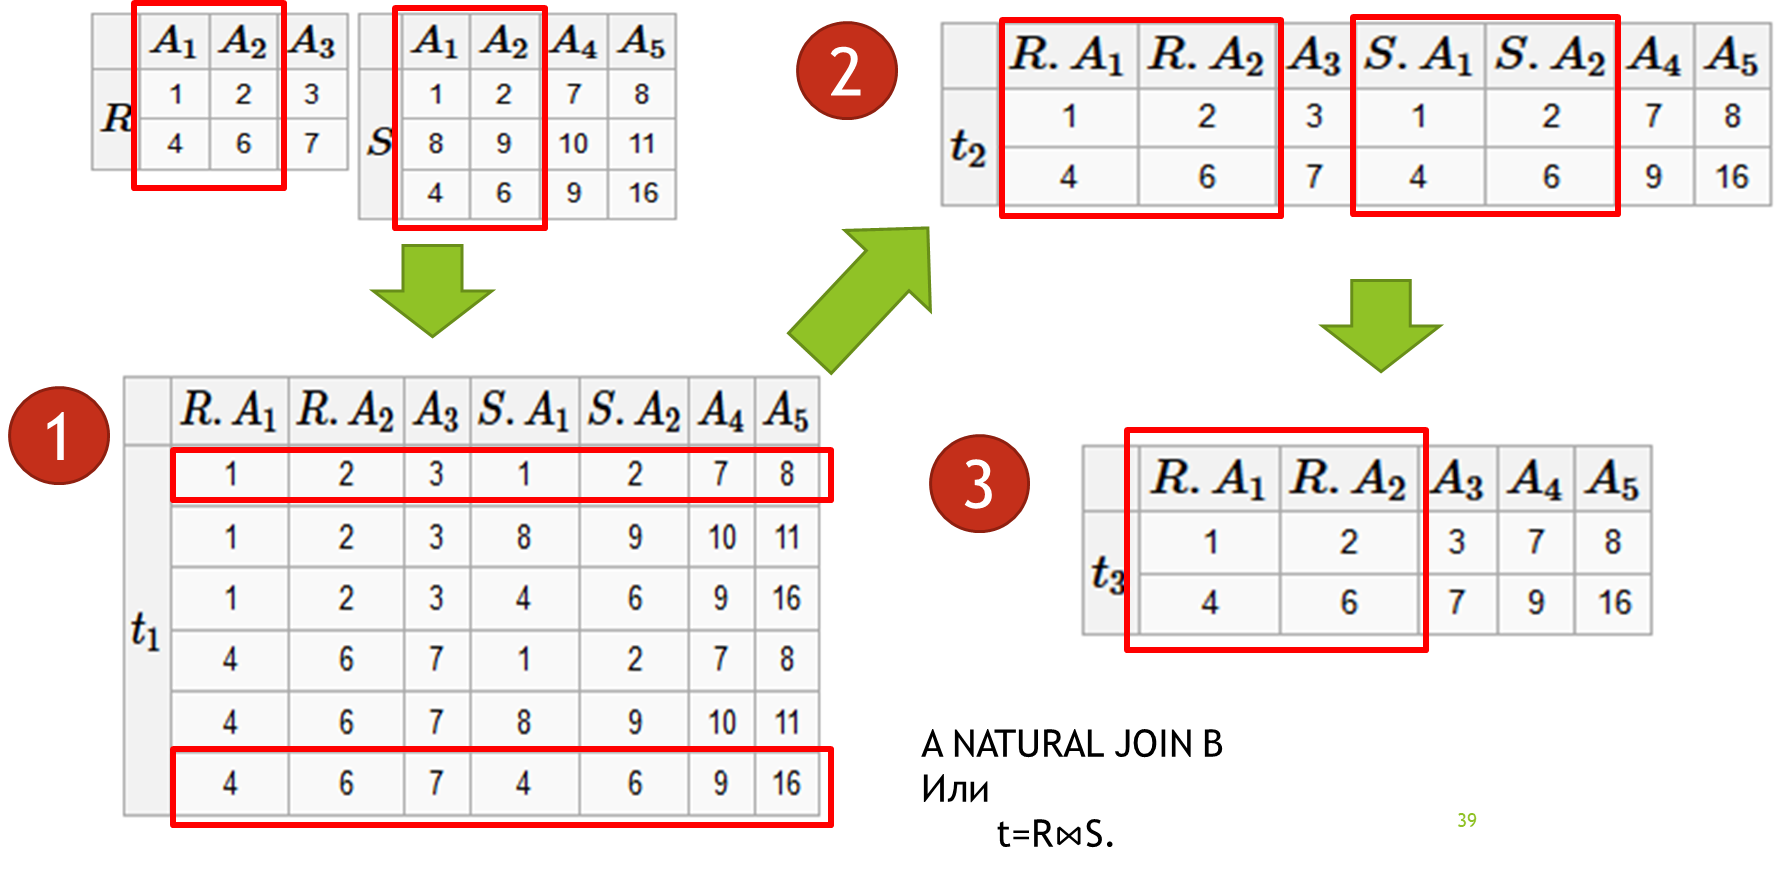 A₁ A₂ A₃
R
1 2 3
4 6 7
A₁ A₂ A₄ A₅
S
1 2 7 8
8 9 10 11
4 6 9 16
1
R. A₁ R. A₂ A₃ S. A₁ S. A₂ A₄ A₅
t₁
1 2 3 1 2 7 8
1 2 3 8 9 10 11
1 2 3 4 6 9 16
4 6 7 1 2 7 8
4 6 7 8 9 10 11
4 6 7 4 6 9 16
2
R. A₁ R. A₂ A₃ S. A₁ S. A₂ A₄ A₅
t₂
1 2 3 1 2 7 8
4 6 7 4 6 9 16
3
R. A₁ R. A₂ A₃ A₄ A₅
t₃
1 2 3 7 8
4 6 7 9 16
A NATURAL JOIN B
Или
t=R⋈S.
39